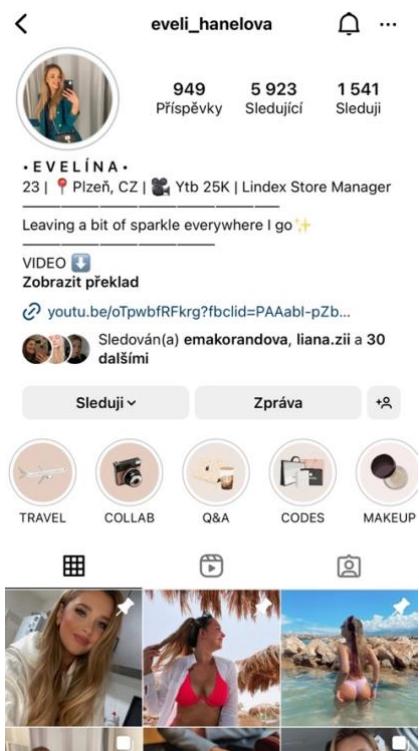 eveli_hanelova
949 5 923 1 541
Příspěvky Sledující Sleduji
• E V E L Í N A •
23 | 📍 Plzeň, CZ | 🎥 Ytb 25K | Lindex Store Manager
Leaving a bit of sparkle everywhere I go✨
VIDEO ⬇️
Zobrazit překlad
youtu.be/oTpwbfRFkrg?fbclid=PAAabl-pZb...
Sledován(a) emakorandova, liana.zii a 30
dalšími
Sleduji Zpráva
TRAVEL COLLAB Q&A CODES MAKEUP